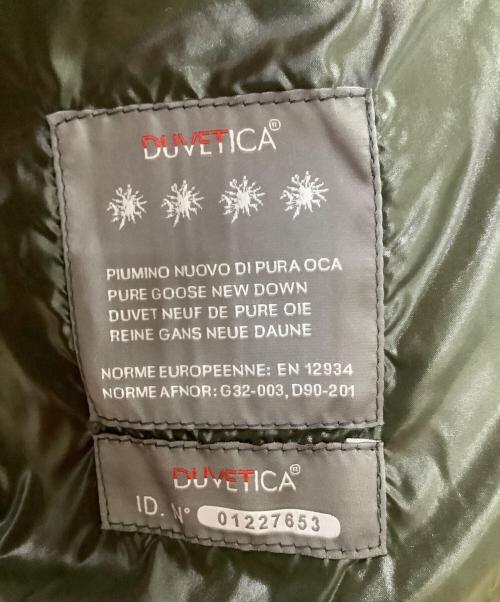 DUVETICA®
PIUMINO NUOVO DI PURA OCA
PURE GOOSE NEW DOWN
DUVET NEUF DE PURE OIE
REINE GANS NEUE DAUNE
NORME EUROPEENNE: EN 12934
NORME AFNOR: G32-003, D90-201
DUVETICA®
ID. N° 01227653